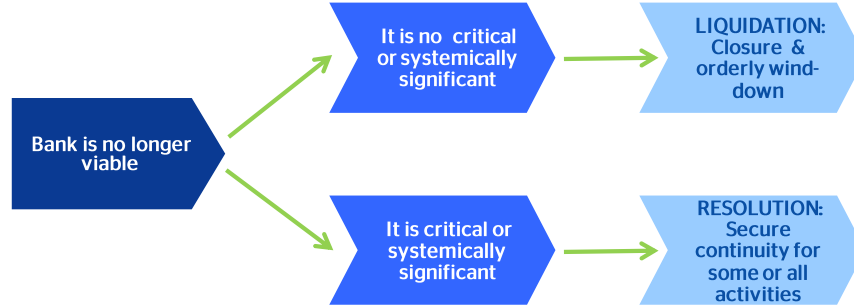 It is no critical
or systemically
significant
LIQUIDATION:
Closure &
orderly wind-
down
Bank is no longer
viable
It is critical or
systemically
significant
RESOLUTION:
Secure
continuity for
some or all
activities